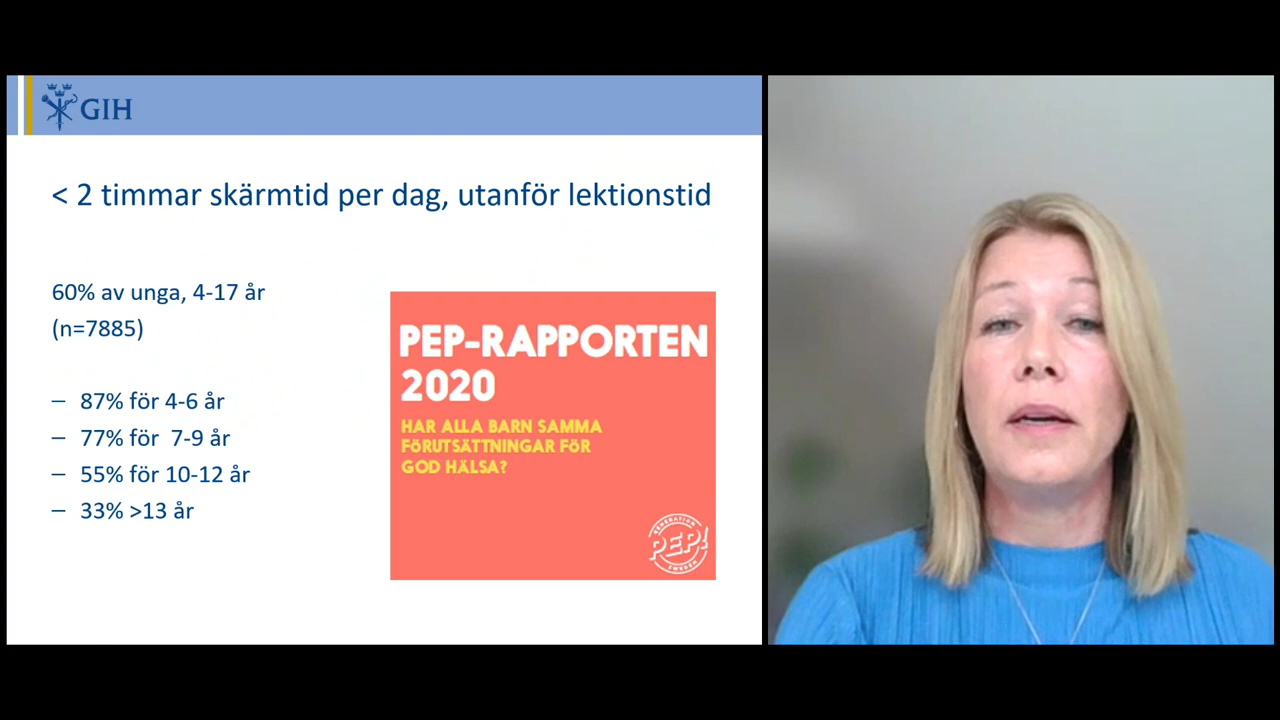 GIH
< 2 timmar skärmtid per dag, utanför lektionstid
60% av unga, 4-17 år
(n=7885)
– 87% för 4-6 år
– 77% för  7-9 år
– 55% för 10-12 år
– 33% >13 år
PEP-RAPPORTEN
2020
HAR ALLA BARN SAMMA
FÖRUTSÄTTNINGAR FÖR
GOD HÄLSA?
GENERATION
PEP!
SWEDEN